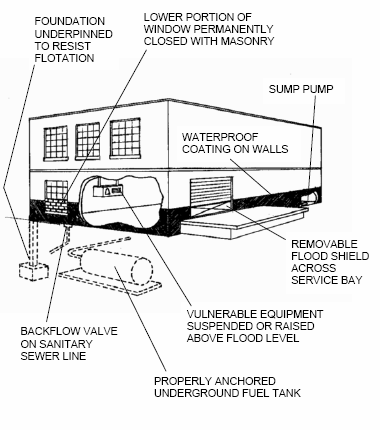 FOUNDATION
UNDERPINNED
TO RESIST
FLOTATION
LOWER PORTION OF
WINDOW PERMANENTLY
CLOSED WITH MASONRY
SUMP PUMP
WATERPROOF
COATING ON WALLS
REMOVABLE
FLOOD SHIELD
ACROSS
SERVICE BAY
VULNERABLE EQUIPMENT
SUSPENDED OR RAISED
ABOVE FLOOD LEVEL
BACKFLOW VALVE
ON SANITARY
SEWER LINE
PROPERLY ANCHORED
UNDERGROUND FUEL TANK